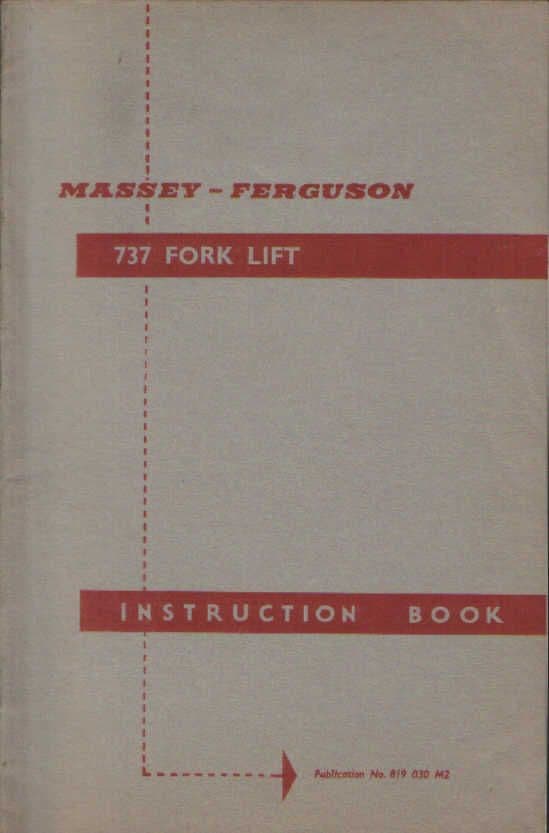 MASSEY - FERGUSON
737 FORK LIFT
INSTRUCTION BOOK
Publication No. 819 030 M2